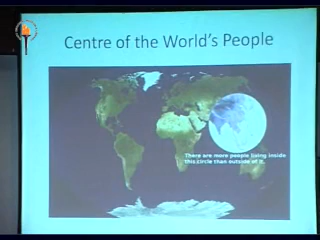 Centre of the World's People
There are more people living inside
this circle than outside of it.